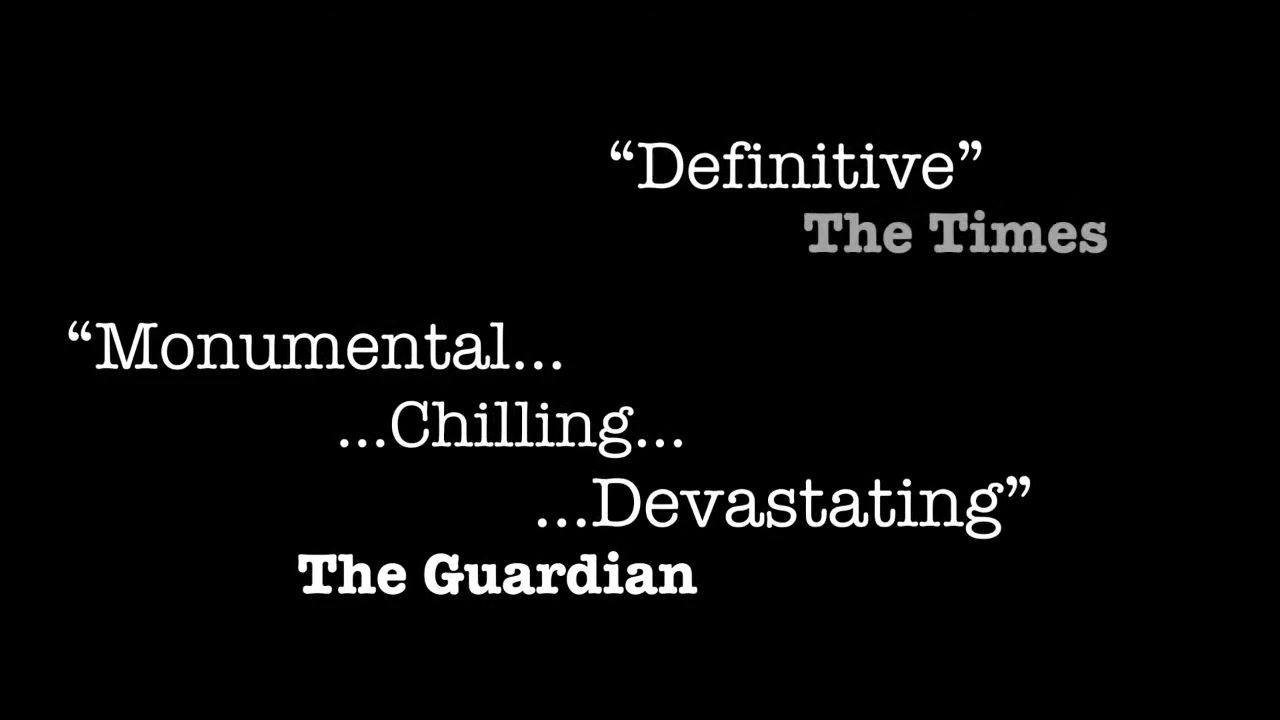 “Definitive”
The Times
“Monumental...
...Chilling...
...Devastating”
The Guardian